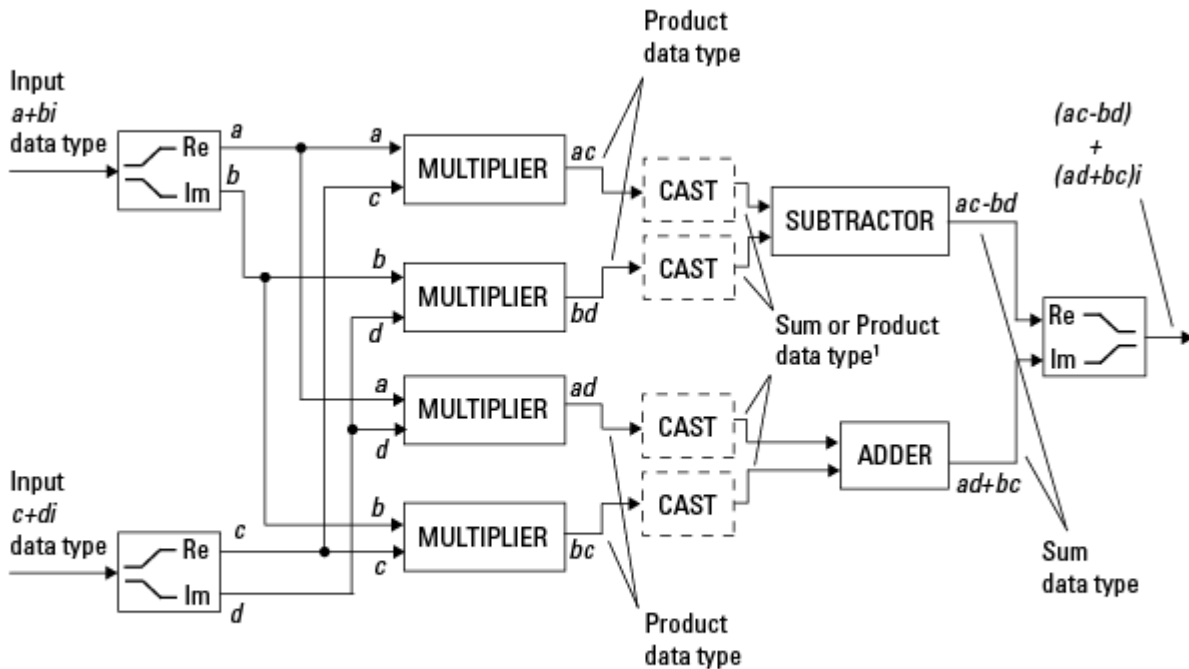 Product
data type
Input
a+bi
data type
Re
Im
a
b
a
c
MULTIPLIER
ac
CAST
b
d
MULTIPLIER
bd
CAST
SUBTRACTOR
ac-bd
(ac-bd)
+
(ad+bc)i
Sum or Product
data type¹
Re
Im
a
d
MULTIPLIER
ad
CAST
ADDER
ad+bc
b
c
MULTIPLIER
bc
CAST
Input
c+di
data type
Re
Im
c
d
Sum
data type
Product
data type